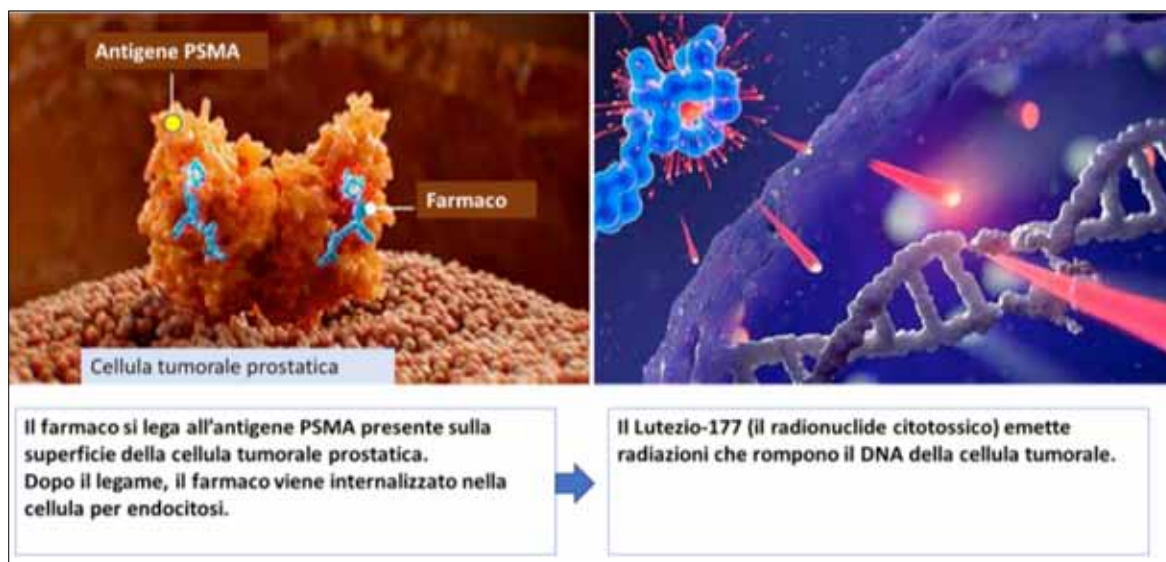 Antigene PSMA
Farmaco
Cellula tumorale prostatica
Il farmaco si lega all'antigene PSMA presente sulla
superficie della cellula tumorale prostatica.
Dopo il legame, il farmaco viene internalizzato nella
cellula per endocitosi.
Il Lutezio-177 (il radionuclide citotossico) emette
radiazioni che rompono il DNA della cellula tumorale.